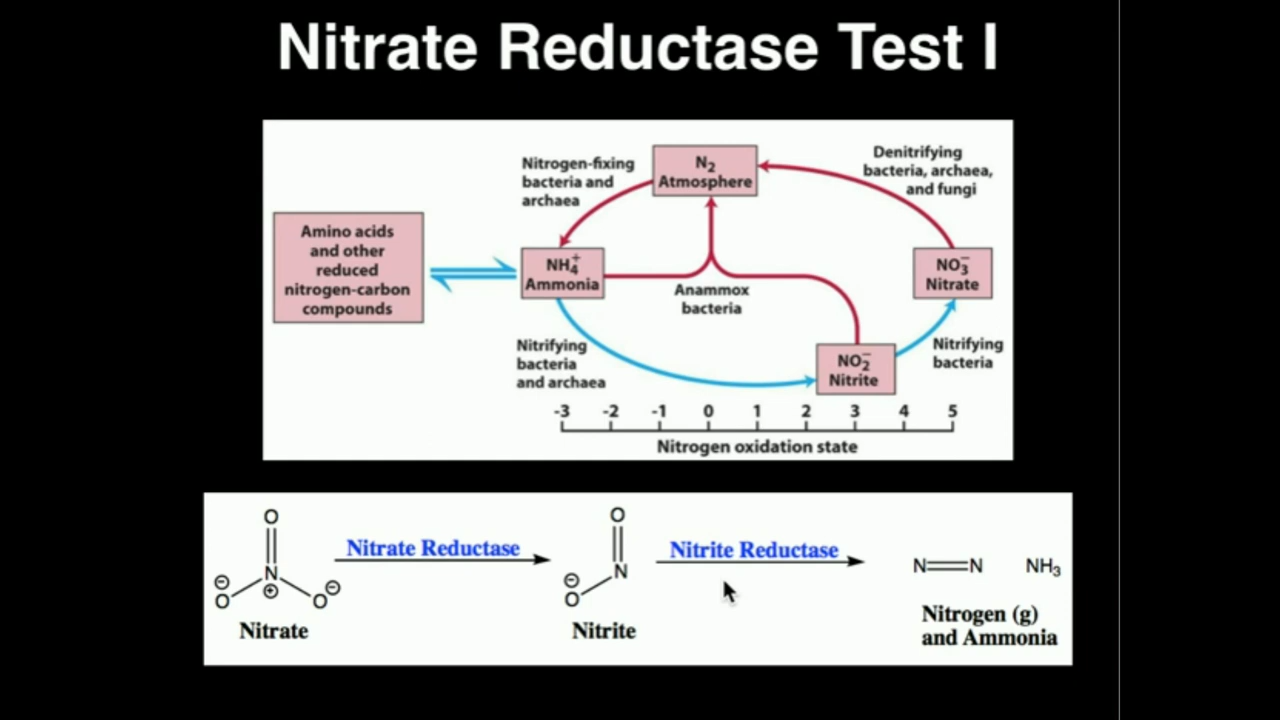 Nitrate Reductase Test I
Nitrogen-fixing
bacteria and
archaea
N₂
Atmosphere
Denitrifying
bacteria, archaea,
and fungi
Amino acids
and other
reduced
nitrogen-carbon
compounds
NH₄⁺
Ammonia
Anammox
bacteria
NO₃⁻
Nitrate
Nitrifying
bacteria
and archaea
NO₂⁻
Nitrite
Nitrifying
bacteria
-3 -2 -1 0 1 2 3 4 5
Nitrogen oxidation state
O
N
⊕
⊖
O
O
⊖
Nitrate
Nitrate Reductase
O
N
⊖
O
Nitrite
Nitrite Reductase
N N NH₃
Nitrogen (g)
and Ammonia